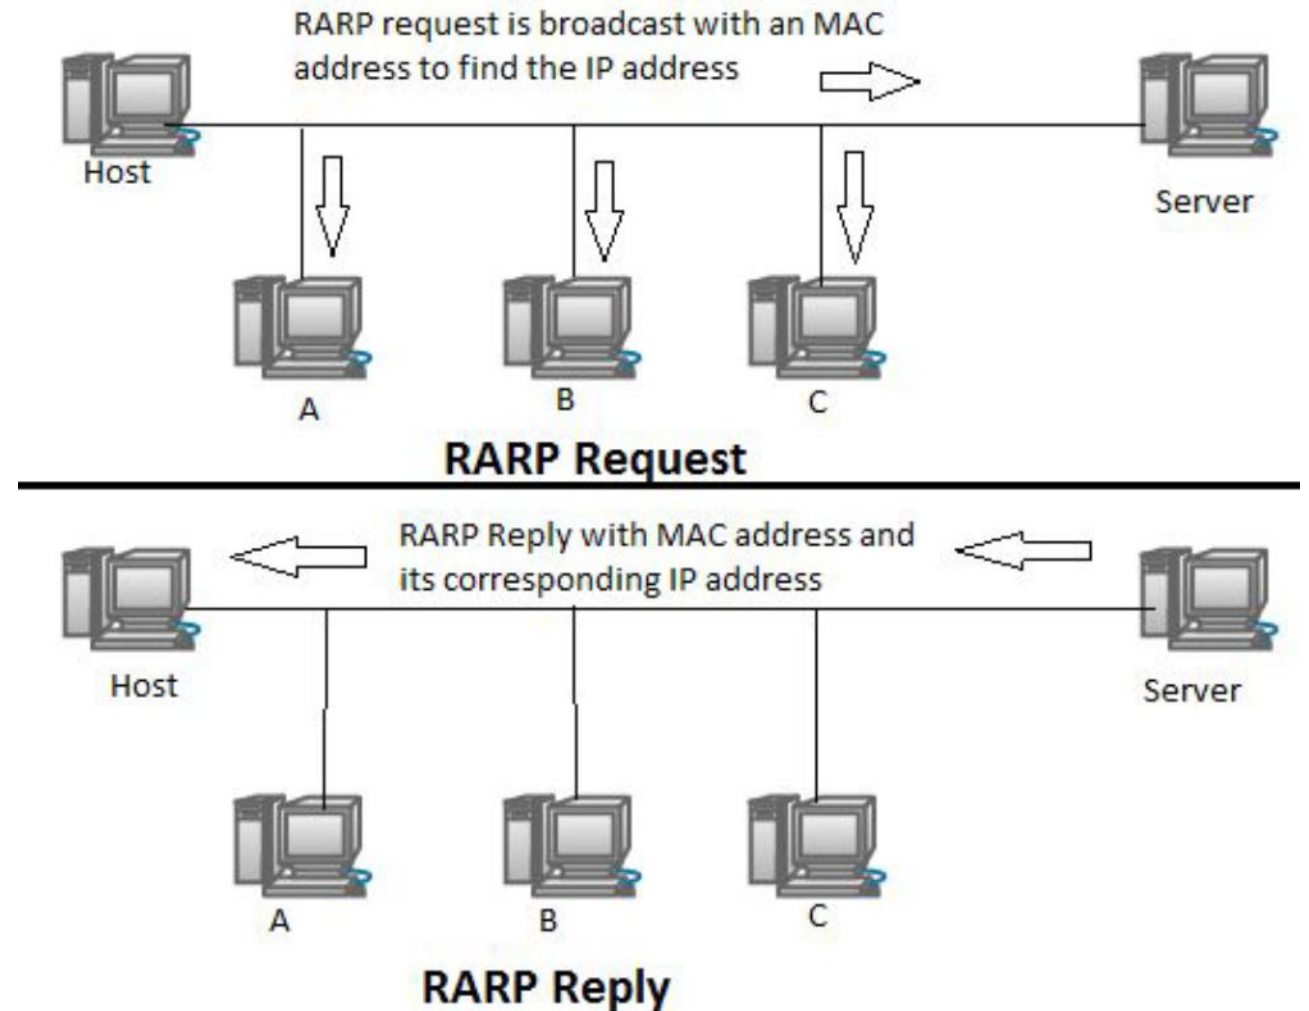 RARP request is broadcast with an MAC
address to find the IP address
Host
Server
A
B
C
RARP Request
RARP Reply with MAC address and
its corresponding IP address
Host
Server
A
B
C
RARP Reply